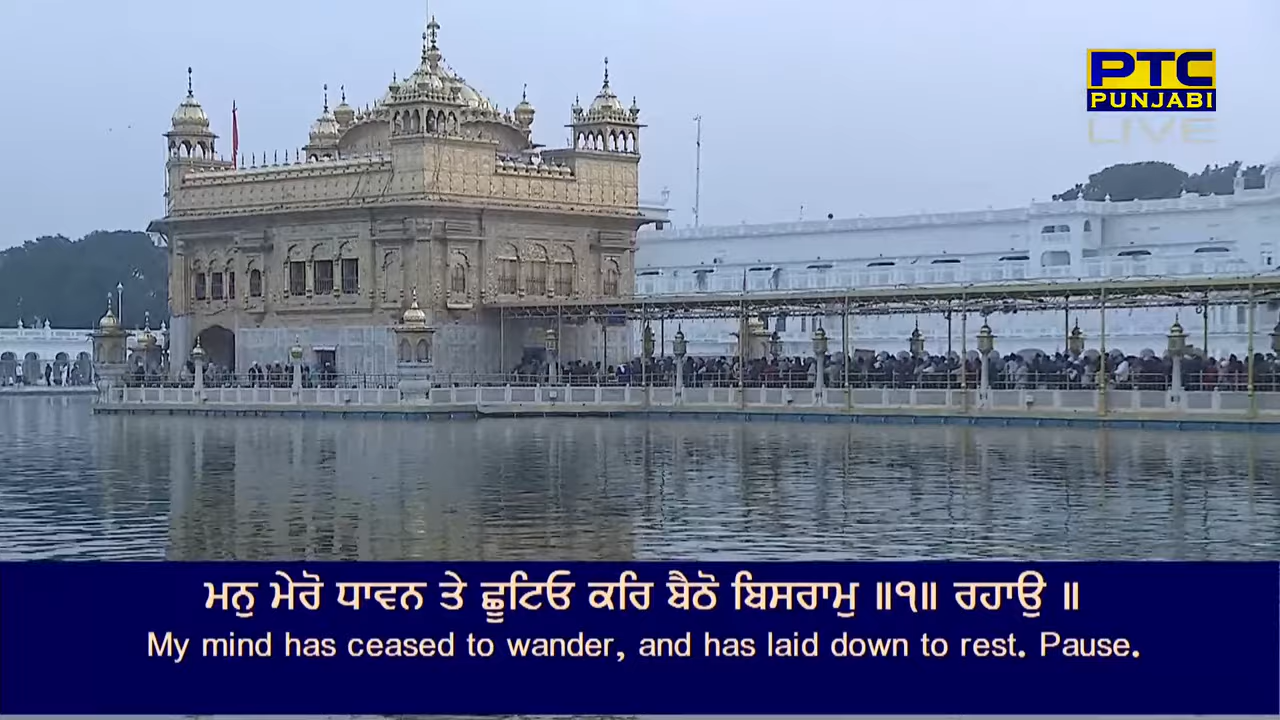 PTC
PUNJABI
LIVE
ਮਨੁ ਮੇਰੋ ਧਾਵਨ ਤੇ ਛੂਟਿਓ ਕਰਿ ਬੈਠੋ ਬਿਸਰਾਮੁ ॥੧॥ ਰਹਾਉ ॥
My mind has ceased to wander, and has laid down to rest. Pause.